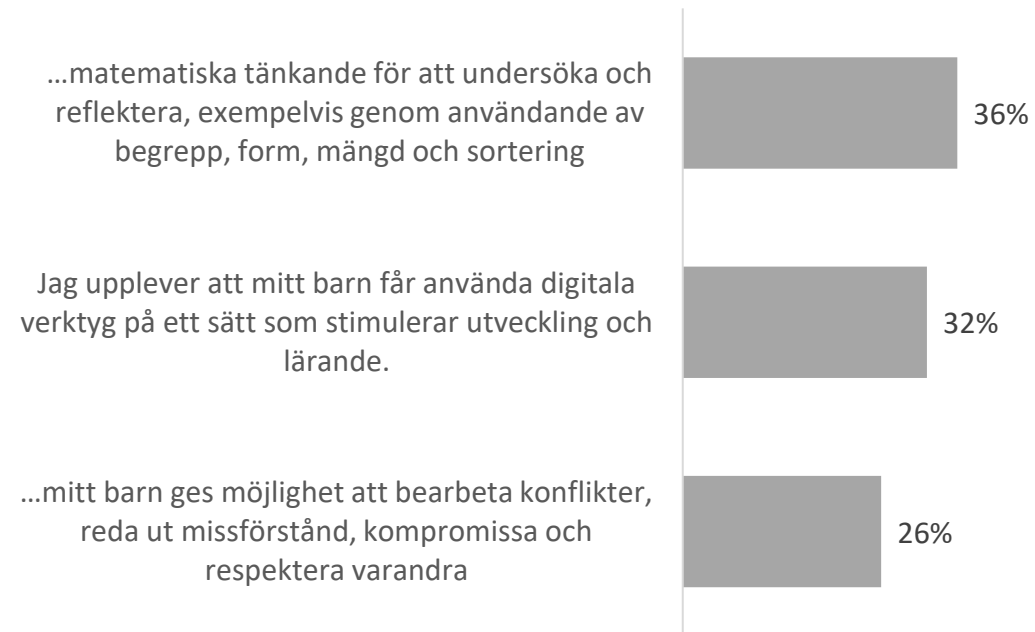 ...matematiska tänkande för att undersöka och
reflektera, exempelvis genom användande av
begrepp, form, mängd och sortering
36%
Jag upplever att mitt barn får använda digitala
verktyg på ett sätt som stimulerar utveckling och
lärande.
32%
...mitt barn ges möjlighet att bearbeta konflikter,
reda ut missförstånd, kompromissa och
respektera varandra
26%